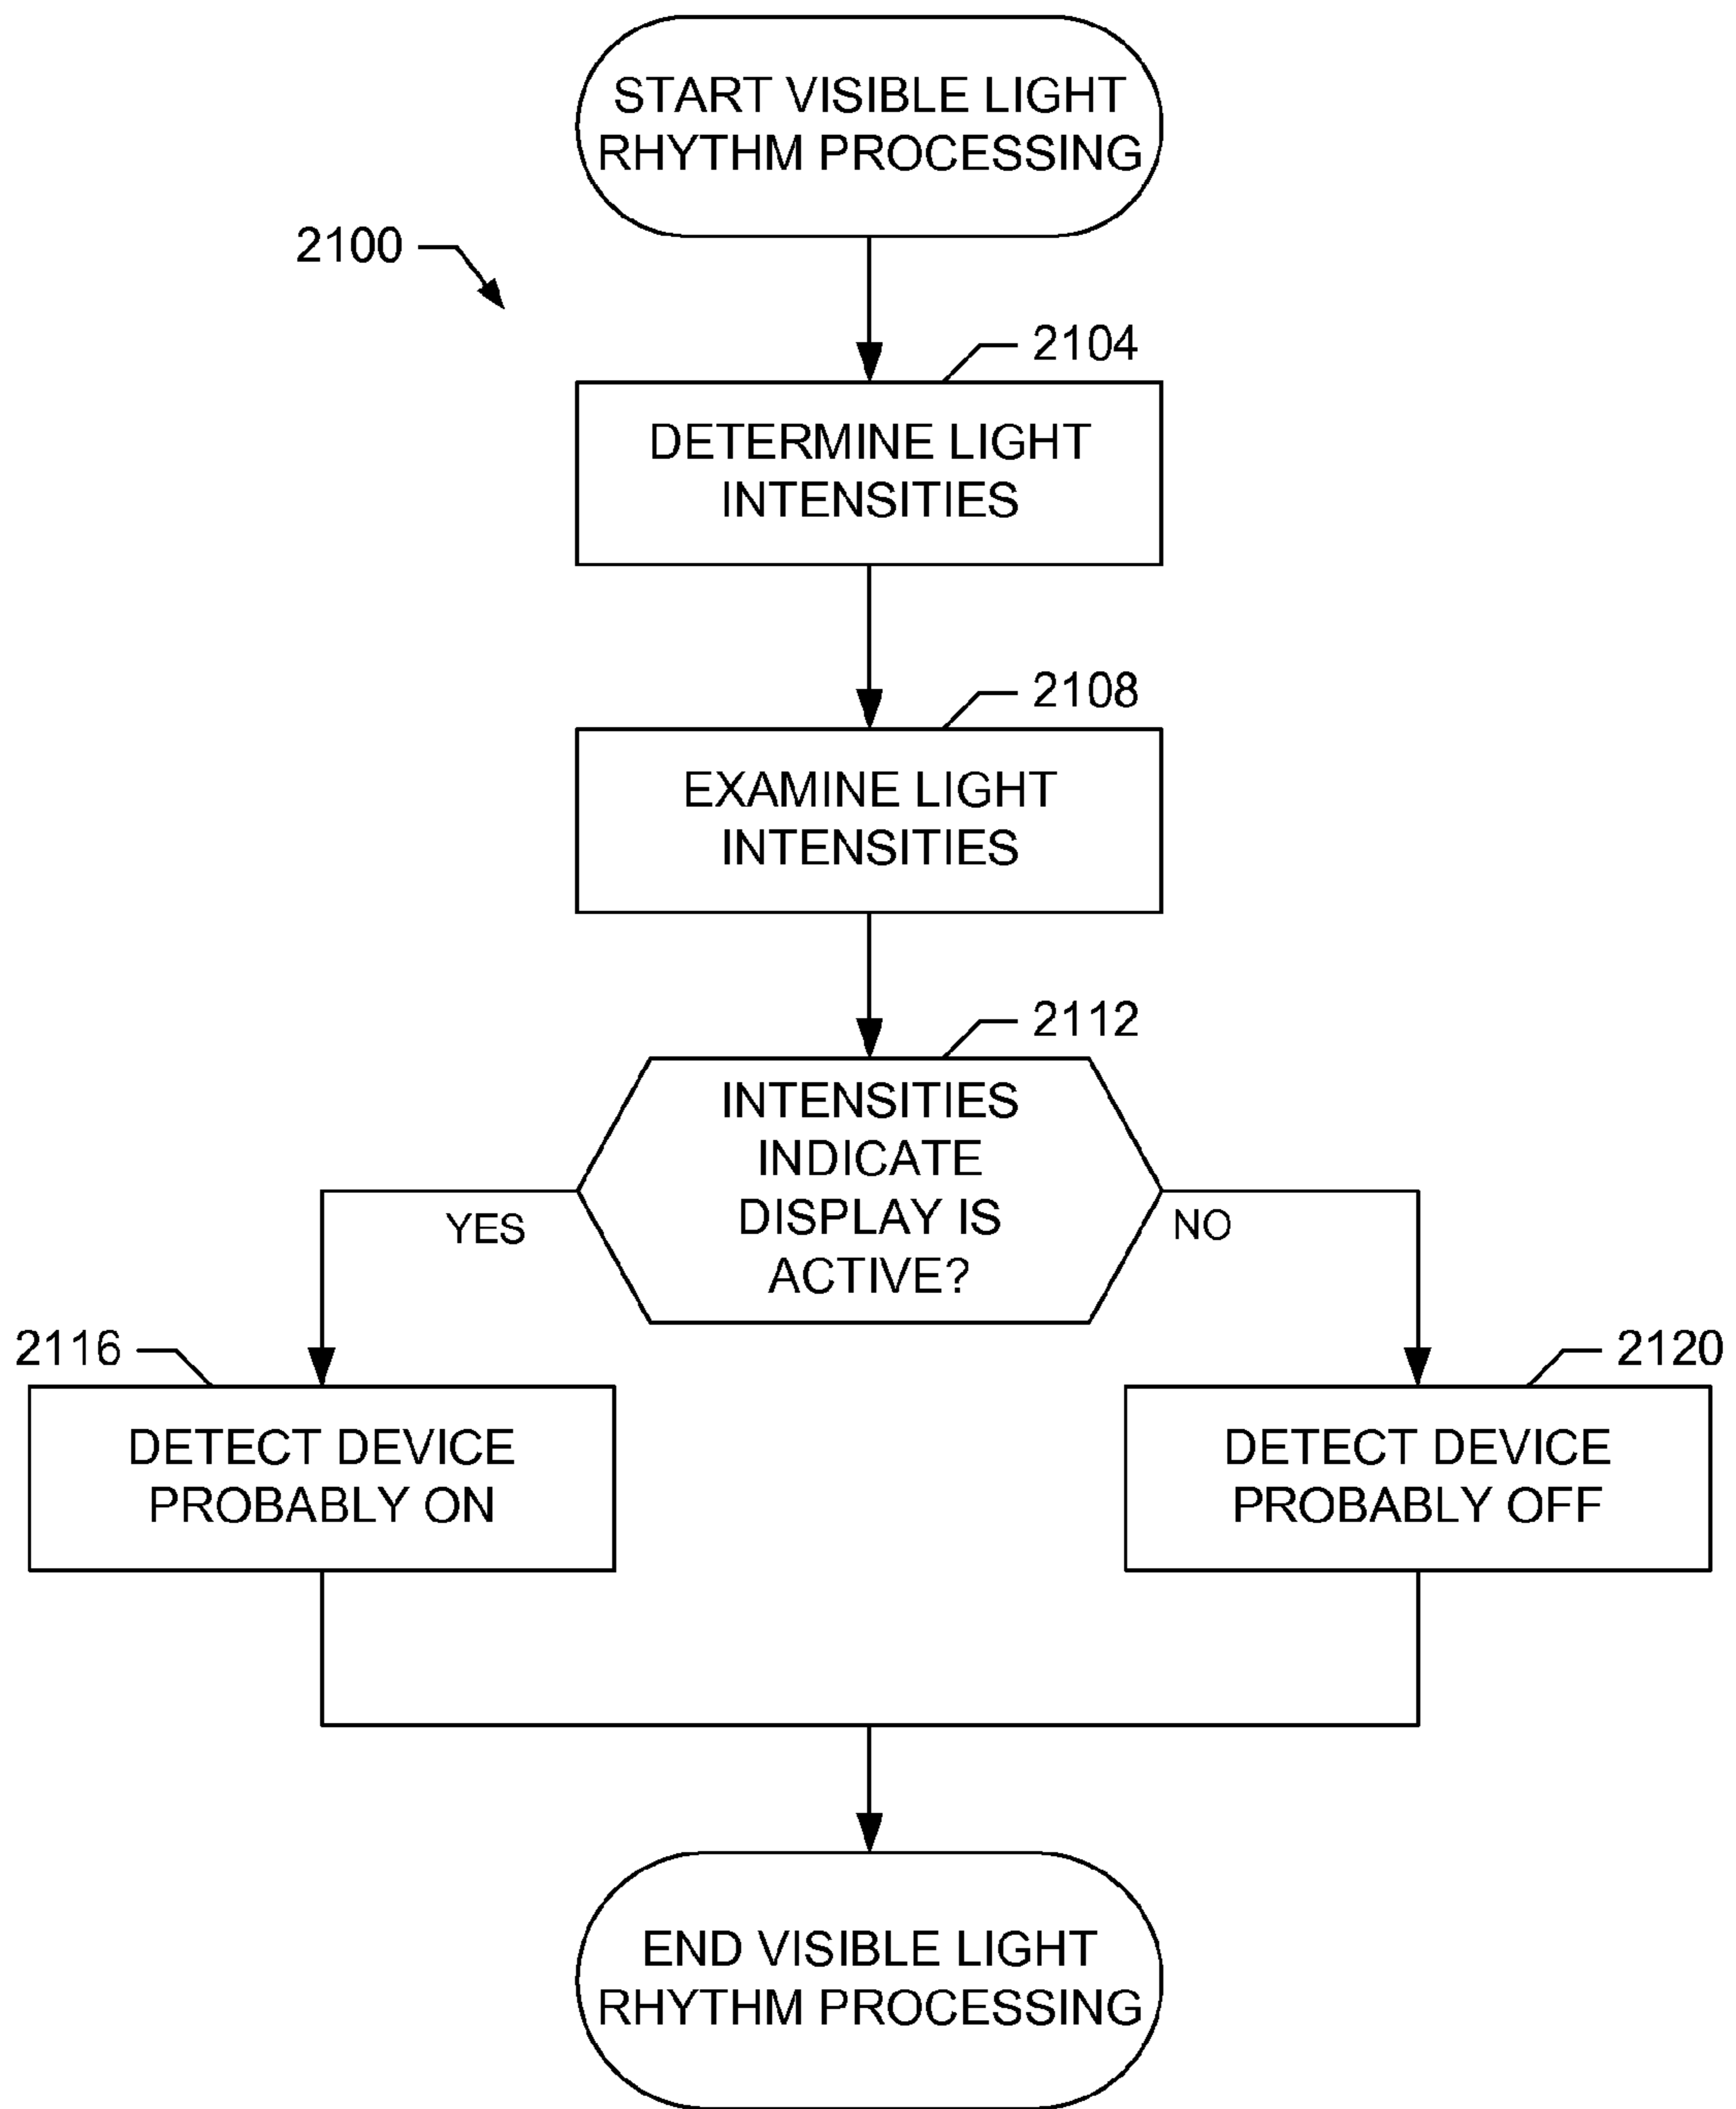 START VISIBLE LIGHT
RHYTHM PROCESSING
2100
2104
DETERMINE LIGHT
INTENSITIES
2108
EXAMINE LIGHT
INTENSITIES
2112
INTENSITIES
INDICATE
DISPLAY IS
ACTIVE?
YES
NO
2116
DETECT DEVICE
PROBABLY ON
2120
DETECT DEVICE
PROBABLY OFF
END VISIBLE LIGHT
RHYTHM PROCESSING